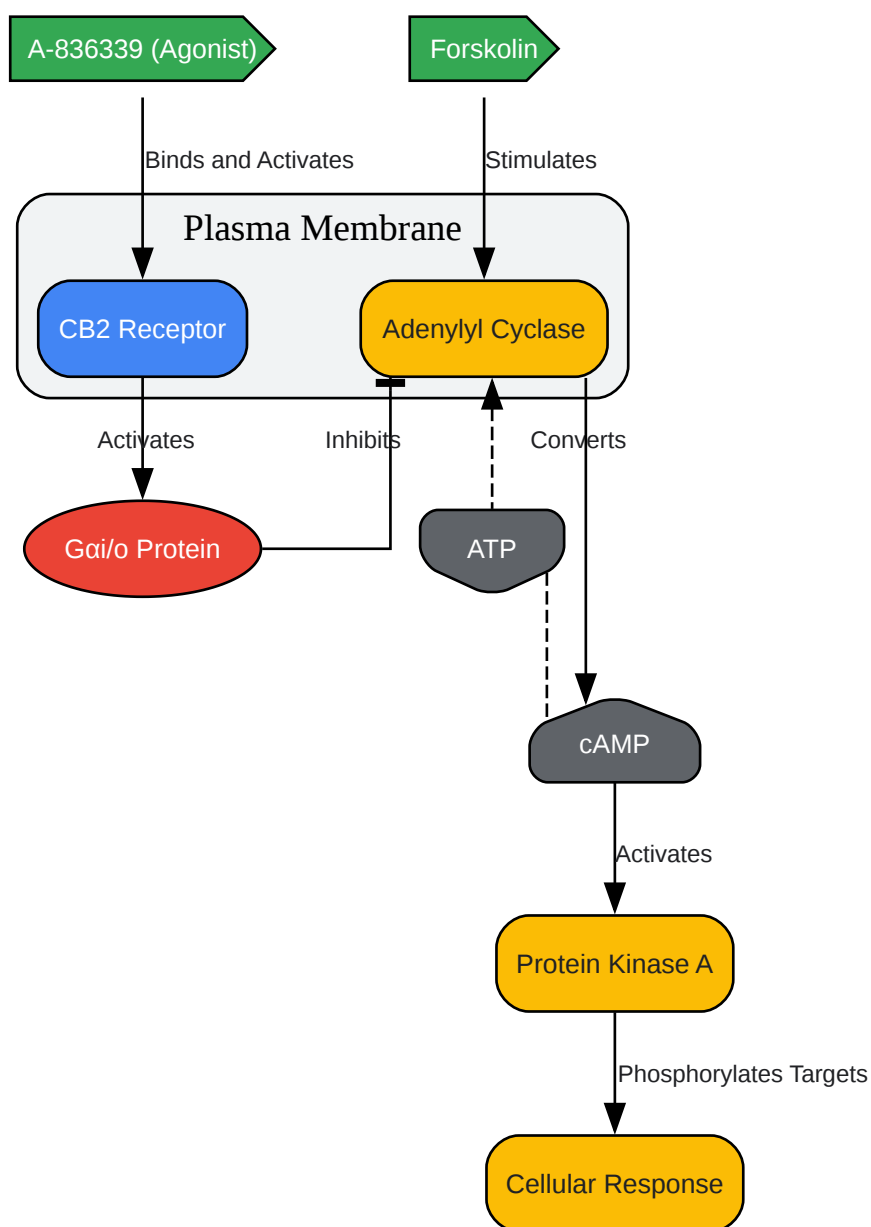 A-836339 (Agonist)
Forskolin
Binds and Activates
Stimulates
Plasma Membrane
CB2 Receptor
Adenylyl Cyclase
Activates
Inhibits
Converts
Gαi/o Protein
ATP
cAMP
Activates
Protein Kinase A
Phosphorylates Targets
Cellular Response